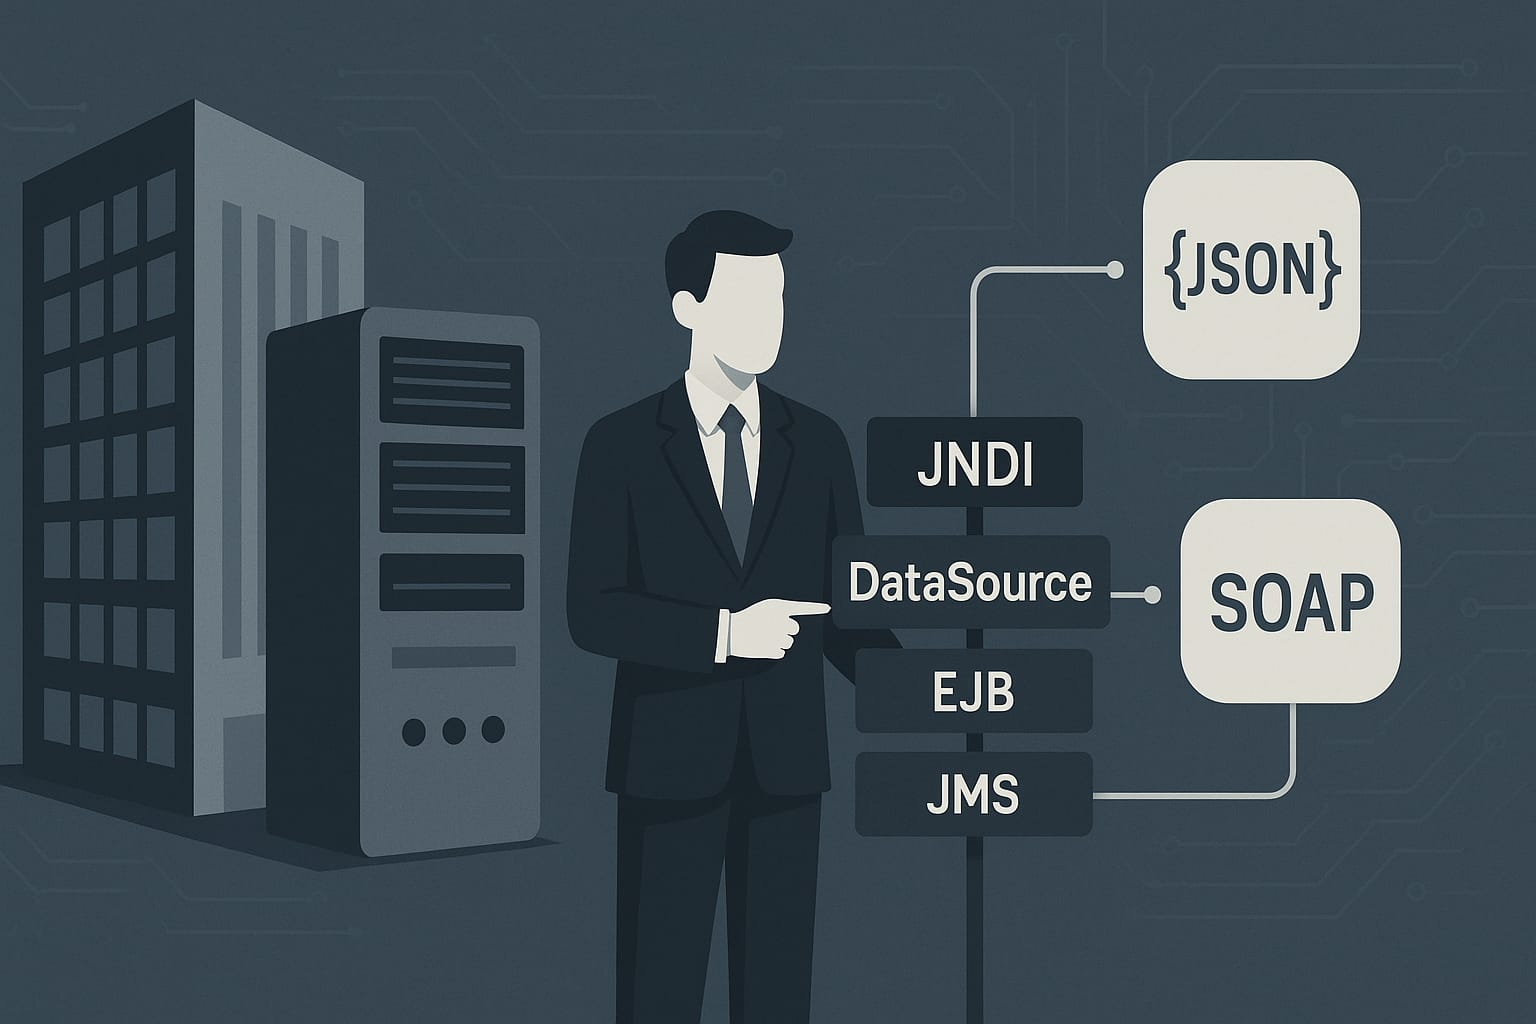 {JSON}
JNDI
DataSource
SOAP
EJB
JMS